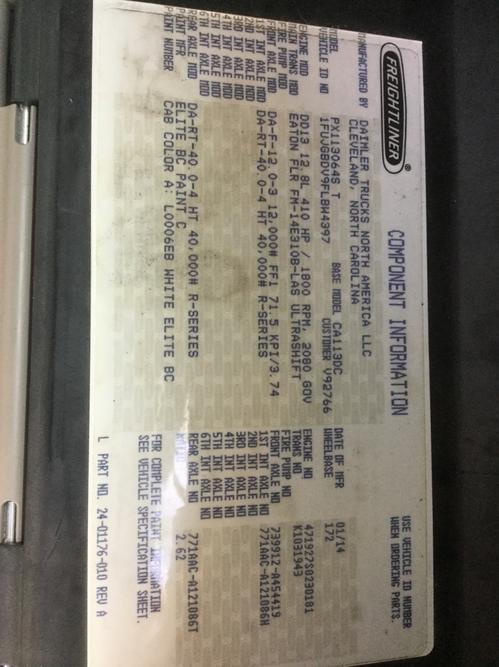 FREIGHTLINER®
COMPONENT INFORMATION
USE VEHICLE ID NO
WHEN ORDERING PARTS.
MANUFACTURED BY DAIMLER TRUCKS NORTH AMERICA LLC
CLEVELAND, NORTH CAROLINA
DATE OF MFR 01/14
MODEL PX113064S T BASE MODEL CA113DC WHEELBASE 172
VEHICLE ID NO 1FUJGBDV9FLBW4397 CUSTOMER V92766
ENGINE MOD DD13 12.8L 410 HP / 1800 RPM, 2080 GOV ENGINE NO 471927S0230181
MAIN TRANS MOD EATON FLR FM-14E310B-LAS ULTRASHIFT TRANS NO K1031943
FIRE PUMP MOD FIRE PUMP NO
FRONT AXLE MOD DA-F-12.0-3 12,000# FF1 71.5 KPI/3.74 FRONT AXLE NO 739912-A454419
1ST INT AXLE MOD DA-RT-40.0-4 HT 40,000# R-SERIES 1ST INT AXLE NO 771AAC-A121086H
2ND INT AXLE MOD 2ND INT AXLE NO
3RD INT AXLE MOD 3RD INT AXLE NO
4TH INT AXLE MOD 4TH INT AXLE NO
5TH INT AXLE MOD 5TH INT AXLE NO
6TH INT AXLE MOD 6TH INT AXLE NO
REAR AXLE MOD DA-RT-40.0-4 HT 40,000# R-SERIES REAR AXLE NO 771AAC-A121086T
PAINT MFR ELITE BC PAINT C 2.62
PAINT NUMBER CAB COLOR A: L0006EB WHITE ELITE BC
FOR COMPLETE PAINT INFORMATION
SEE VEHICLE SPECIFICATION SHEET.
L PART NO. 24-01176-010 REV A